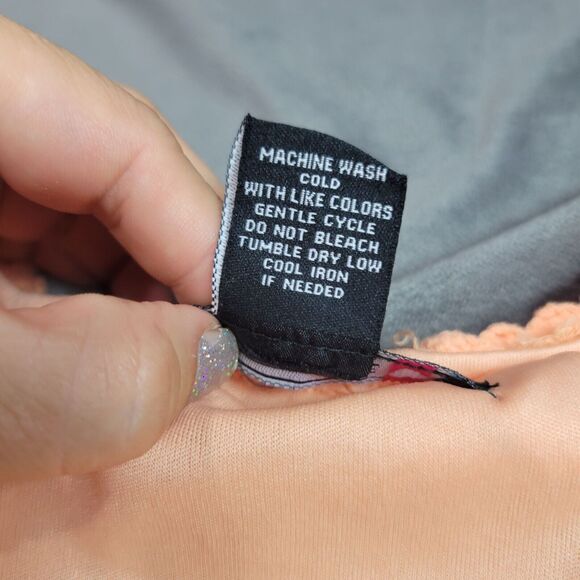 MACHINE WASH
COLD
WITH LIKE COLORS
GENTLE CYCLE
DO NOT BLEACH
TUMBLE DRY LOW
COOL IRON
IF NEEDED